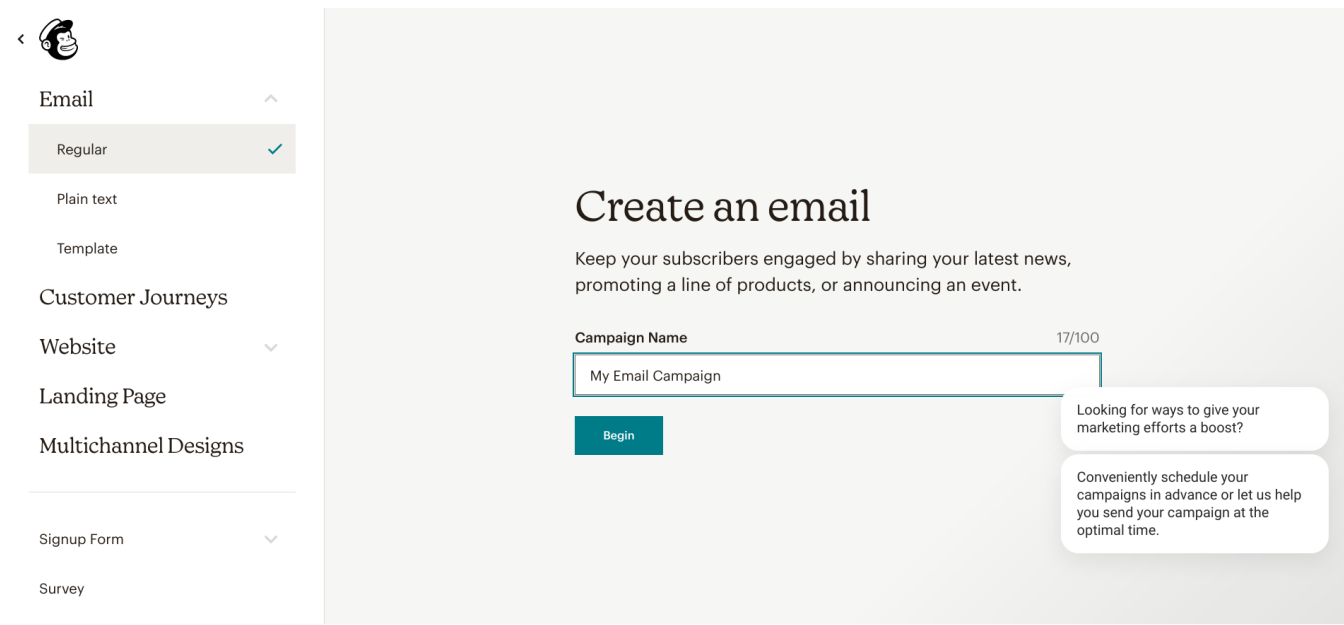 Email
Regular
Plain text
Template
Customer Journeys
Website
Landing Page
Multichannel Designs
Signup Form
Survey
Create an email
Keep your subscribers engaged by sharing your latest news,
promoting a line of products, or announcing an event.
Campaign Name 17/100
My Email Campaign
Begin
Looking for ways to give your
marketing efforts a boost?
Conveniently schedule your
campaigns in advance or let us help
you send your campaign at the
optimal time.